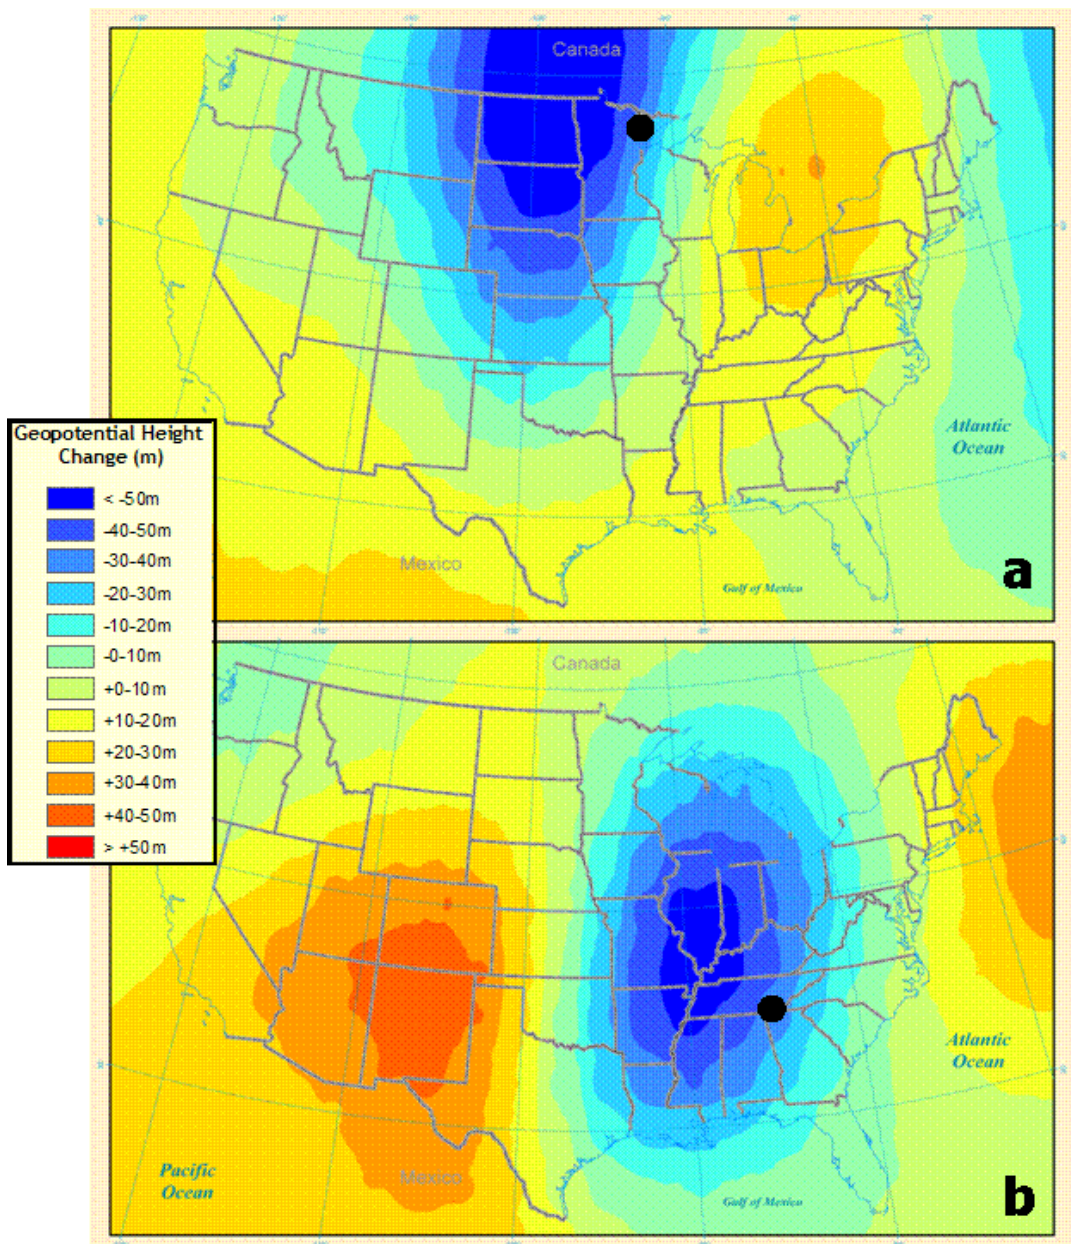 Canada
Atlantic
Ocean
Mexico
Gulf of Mexico
a
Geopotential Height
Change (m)
< -50m
-40-50m
-30-40m
-20-30m
-10-20m
-0-10m
+0-10m
+10-20m
+20-30m
+30-40m
+40-50m
> +50m
Canada
Atlantic
Ocean
Pacific
Ocean
Mexico
Gulf of Mexico
b